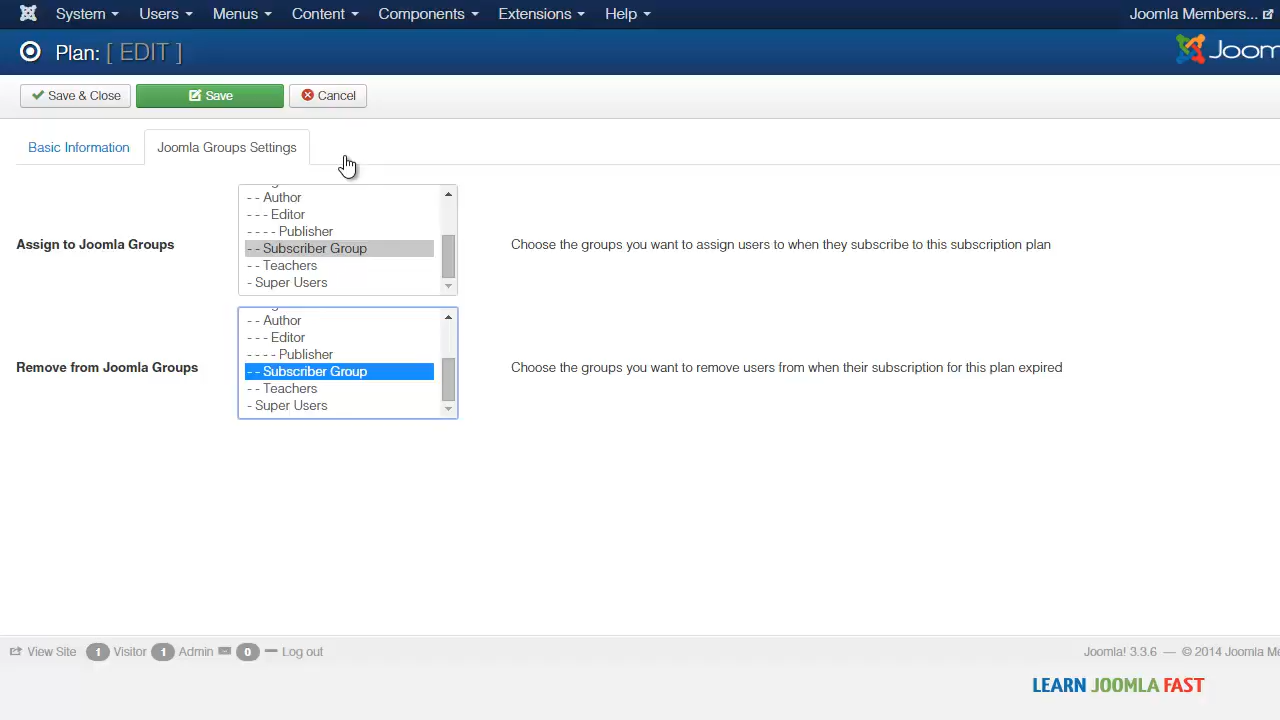 System Users Menus Content Components Extensions Help Joomla Members...
Plan: [ EDIT ]
Save & Close Save Cancel
Basic Information Joomla Groups Settings
Assign to Joomla Groups
- - Author
- - - Editor
- - - - Publisher
- - Subscriber Group
- - Teachers
- Super Users
Choose the groups you want to assign users to when they subscribe to this subscription plan
Remove from Joomla Groups
- - Author
- - - Editor
- - - - Publisher
- - Subscriber Group
- - Teachers
- Super Users
Choose the groups you want to remove users from when their subscription for this plan expired
View Site 1 Visitor 1 Admin 0 Log out Joomla! 3.3.6 — © 2014 Joomla
LEARN JOOMLA FAST